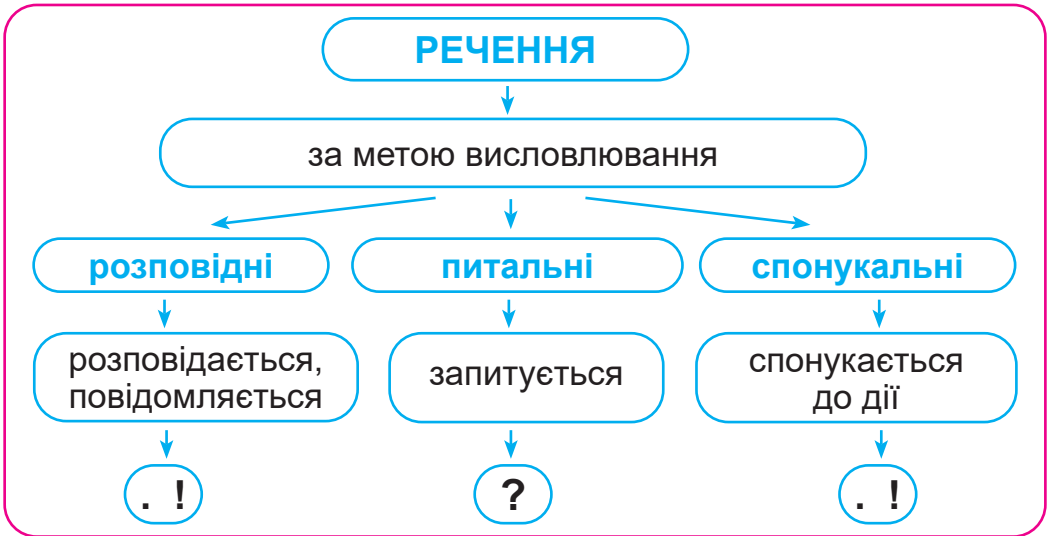 РЕЧЕННЯ
за метою висловлювання
розповідні
питальні
спонукальні
розповідається,
повідомляється
запитується
спонукається
до дії
. !
?
. !